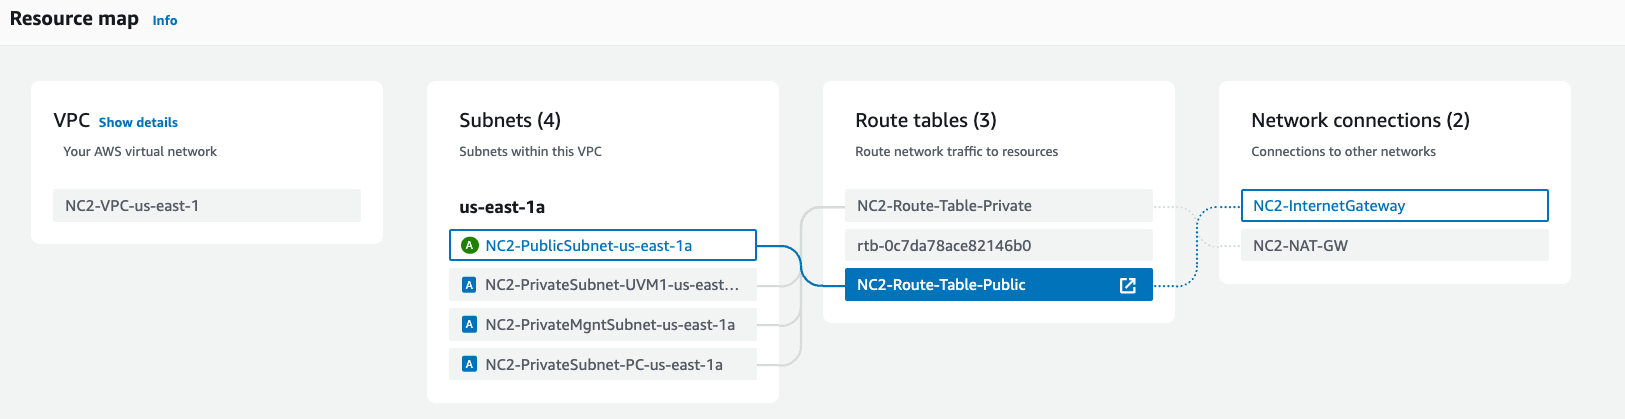 Resource map Info
VPC Show details
Your AWS virtual network
NC2-VPC-us-east-1
Subnets (4)
Subnets within this VPC
us-east-1a
A NC2-PublicSubnet-us-east-1a
A NC2-PrivateSubnet-UVM1-us-east...
A NC2-PrivateMgntSubnet-us-east-1a
A NC2-PrivateSubnet-PC-us-east-1a
Route tables (3)
Route network traffic to resources
NC2-Route-Table-Private
rtb-0c7da78ace82146b0
NC2-Route-Table-Public
Network connections (2)
Connections to other networks
NC2-InternetGateway
NC2-NAT-GW